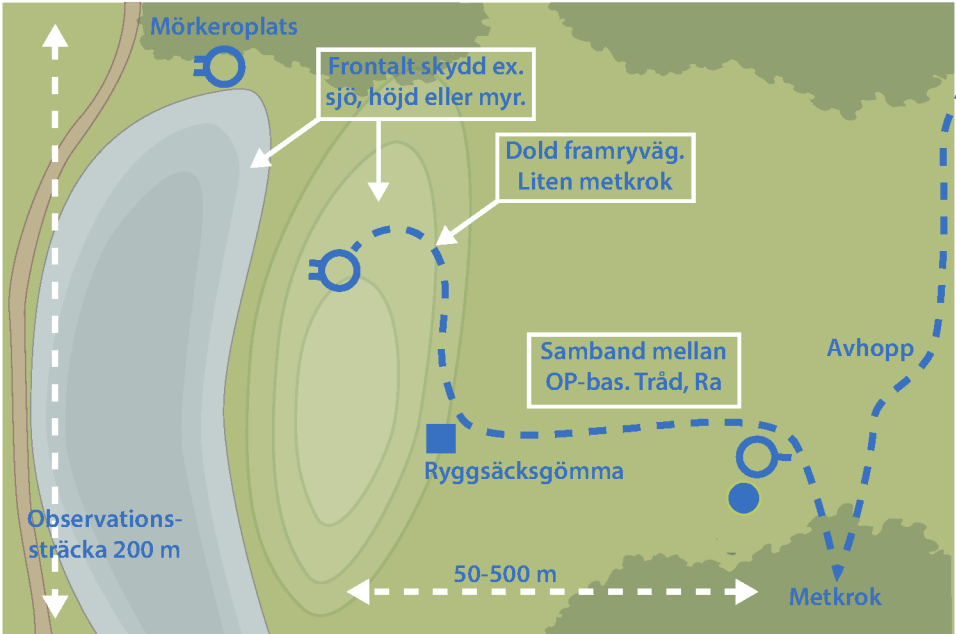 Mörkeroplats
Frontalt skydd ex.
sjö, höjd eller myr.
Dold framryväg.
Liten metkrok
Samband mellan
OP-bas. Tråd, Ra
Avhopp
Ryggsäcksgömma
Observations-
sträcka 200 m
50-500 m
Metkrok